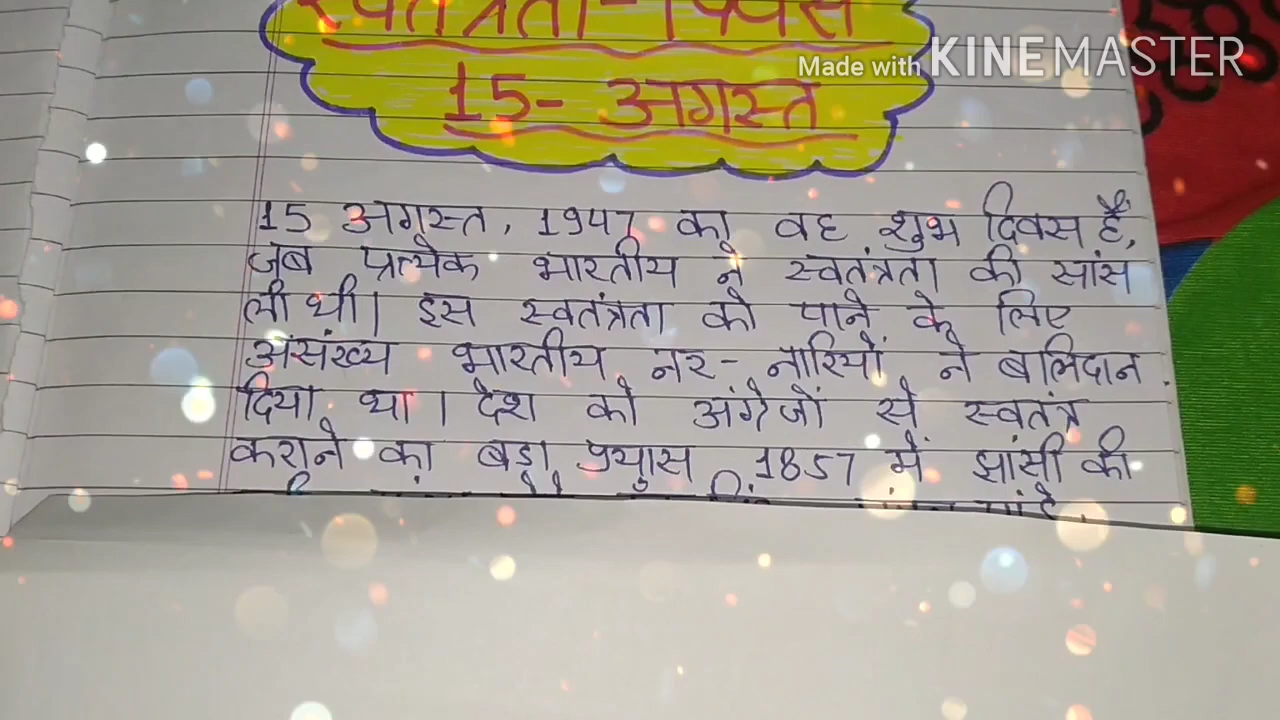 स्वतंत्रता-दिवस
Made with KINEMASTER
15- अगस्त
15 अगस्त, 1947 का वह शुभ दिवस है,
जब प्रत्येक भारतीय ने स्वतंत्रता की सांस
ली थी। इस स्वतंत्रता को पाने के लिए
असंख्य भारतीय नर-नारियों ने बलिदान
दिया था। देश को अंग्रेजों से स्वतंत्र
कराने का बड़ा प्रयास 1857 में झांसी की